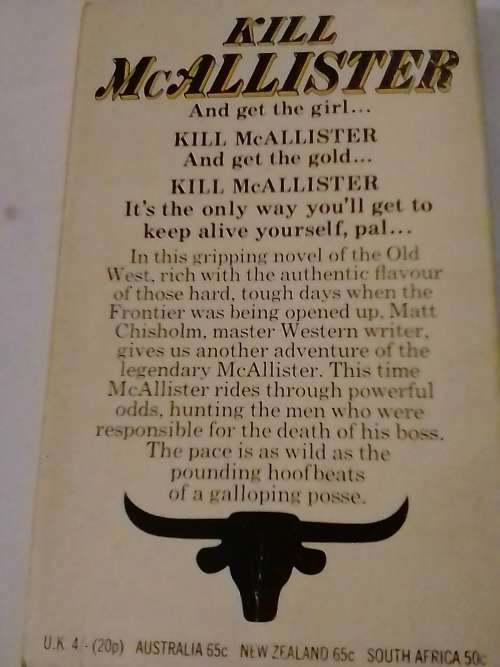 KILL
McALLISTER
And get the girl...
KILL McALLISTER
And get the gold...
KILL McALLISTER
It's the only way you'll get to
keep alive yourself, pal...
In this gripping novel of the Old
West, rich with the authentic flavour
of those hard, tough days when the
Frontier was being opened up, Matt
Chisholm, master Western writer,
gives us another adventure of the
legendary McAllister. This time
McAllister rides through powerful
odds, hunting the men who were
responsible for the death of his boss.
The pace is as wild as the
pounding hoofbeats
of a galloping posse.
U.K. 4/- (20p) AUSTRALIA 65c NEW ZEALAND 65c SOUTH AFRICA 50c